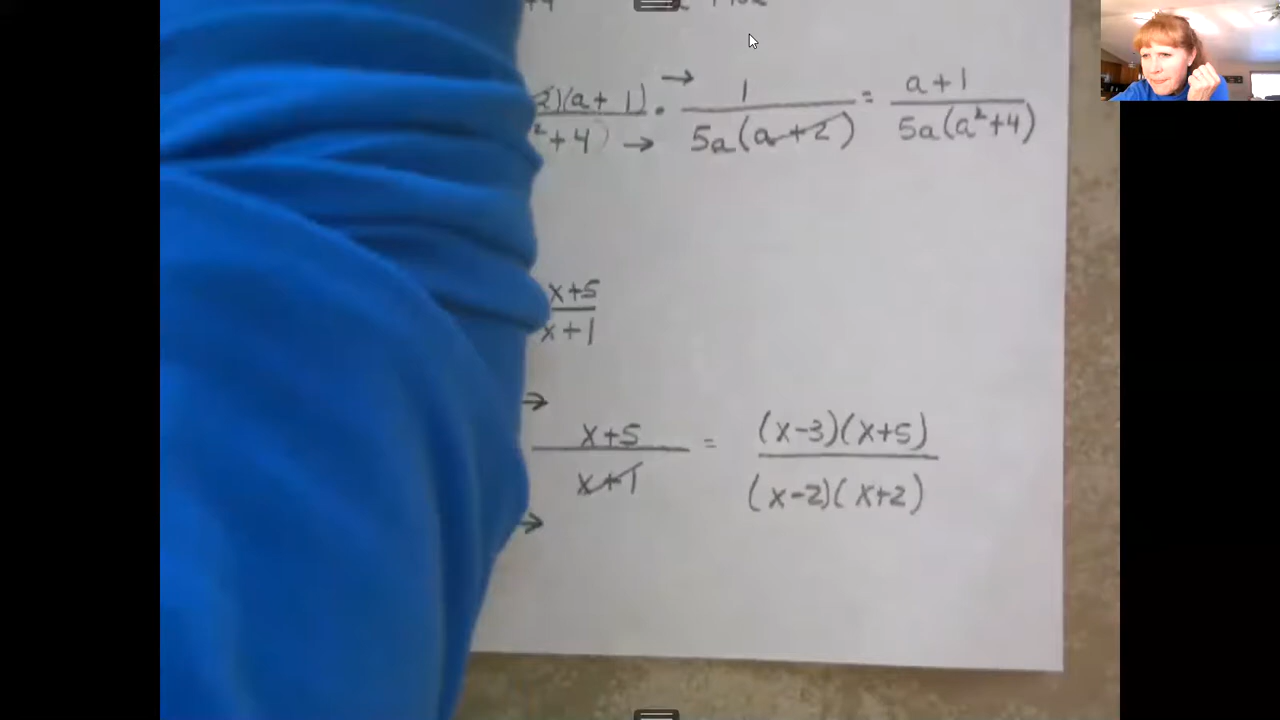 2)(a+1) · → 1 = a+1
²+4) → 5a(a+2) 5a(a²+4)
x+5
x+1
→
x+5 = (x-3)(x+5)
x+1 (x-2)(x+2)
→